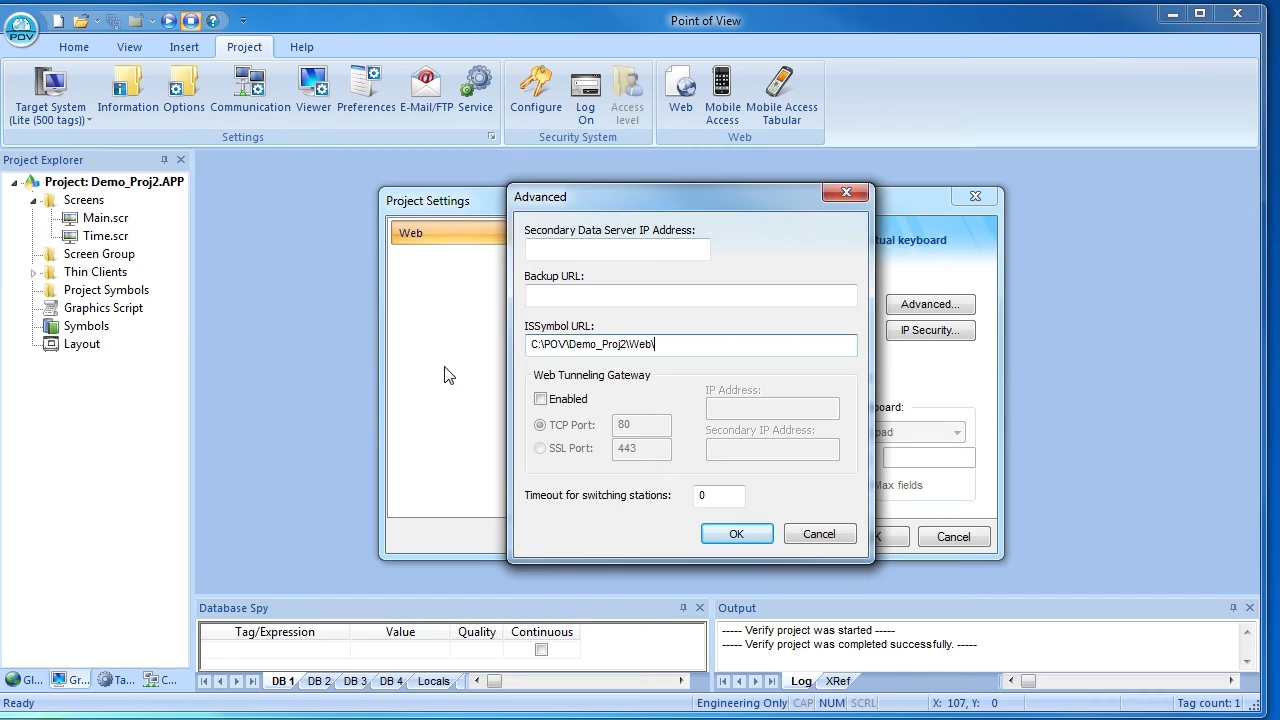 Point of View
POV
Home View Insert Project Help
Target System
(Lite (500 tags))
Information
Options
Communication
Viewer
Preferences
E-Mail/FTP
Service
Settings
Configure
Log
On
Access
level
Security System
Web
Mobile
Access
Mobile Access
Tabular
Web
Project Explorer
Project: Demo_Proj2.APP
Screens
Main.scr
Time.scr
Screen Group
Thin Clients
Project Symbols
Graphics Script
Symbols
Layout
Gl...
Gr...
Ta...
C...
Project Settings
Web
tual keyboard
Advanced...
IP Security...
board:
pad
Max fields
K
Cancel
Advanced
Secondary Data Server IP Address:
Backup URL:
ISSymbol URL:
C:\POV\Demo_Proj2\Web\
Web Tunneling Gateway
Enabled
IP Address:
TCP Port: 80
Secondary IP Address:
SSL Port: 443
Timeout for switching stations: 0
OK Cancel
Database Spy
Tag/Expression Value Quality Continuous
DB 1 DB 2 DB 3 DB 4 Locals
Output
----- Verify project was started -----
----- Verify project was completed successfully. -----
Log XRef
Ready
Engineering Only CAP NUM SCRL X: 107, Y: 0 Tag count: 1